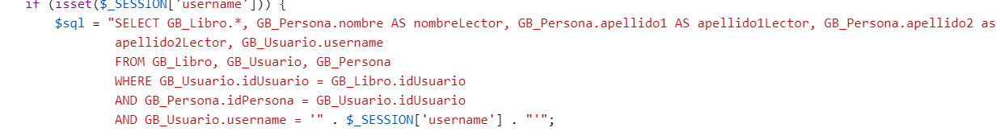 if (isset($_SESSION['username'])) {
$sql = "SELECT GB_Libro.*, GB_Persona.nombre AS nombreLector, GB_Persona.apellido1 AS apellido1Lector, GB_Persona.apellido2 as
apellido2Lector, GB_Usuario.username
FROM GB_Libro, GB_Usuario, GB_Persona
WHERE GB_Usuario.idUsuario = GB_Libro.idUsuario
AND GB_Persona.idPersona = GB_Usuario.idUsuario
AND GB_Usuario.username = '" . $_SESSION['username'] . "'";